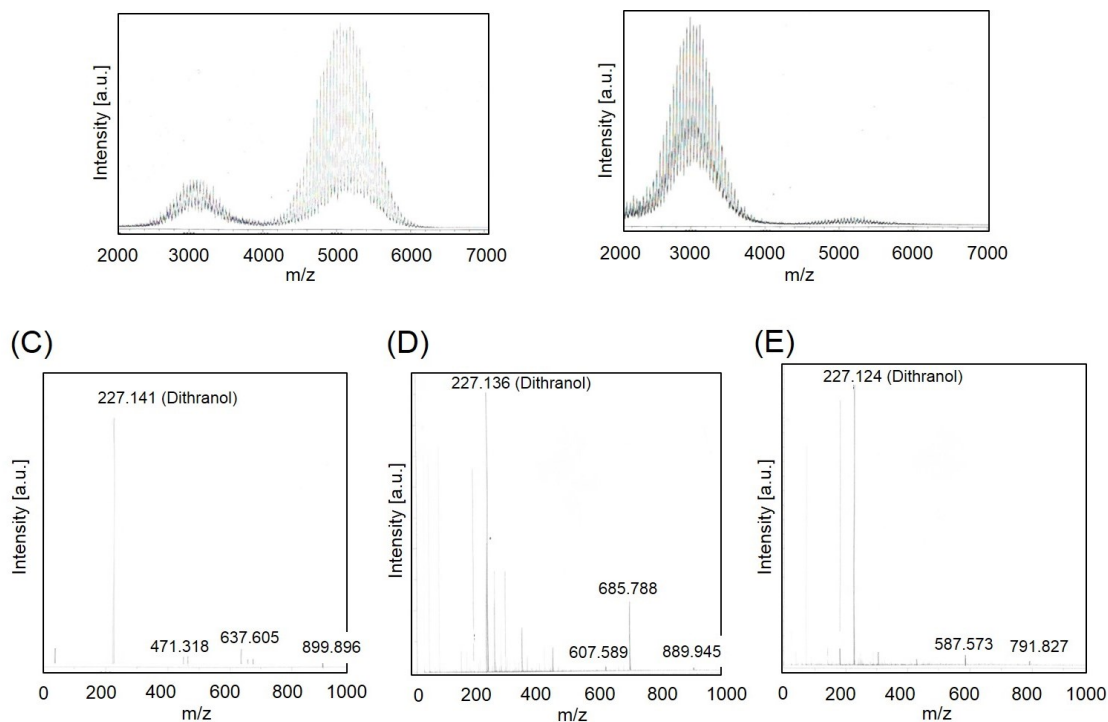 Intensity [a.u.]
2000 3000 4000 5000 6000 7000
m/z
Intensity [a.u.]
2000 3000 4000 5000 6000 7000
m/z
(C)
227.141 (Dithranol)
471.318
637.605
899.896
Intensity [a.u.]
0 200 400 600 800 1000
m/z
(D)
227.136 (Dithranol)
685.788
607.589
889.945
Intensity [a.u.]
0 200 400 600 800 1000
m/z
(E)
227.124 (Dithranol)
587.573
791.827
Intensity [a.u.]
0 200 400 600 800 1000
m/z